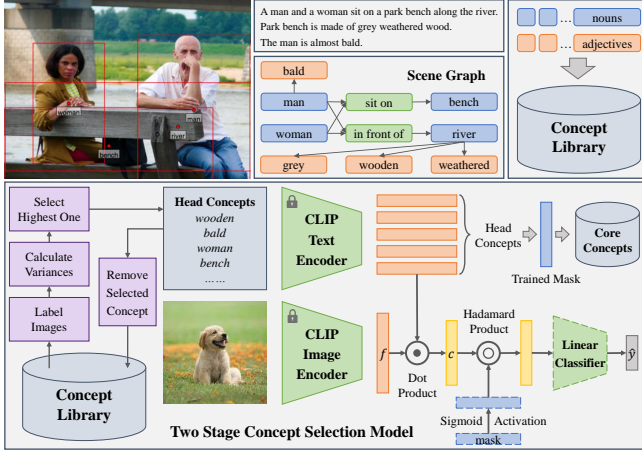 A man and a woman sit on a park bench along the river.
Park bench is made of grey weathered wood.
The man is almost bald.
woman
man
river
bench
Scene Graph
bald
man
sit on
bench
woman
in front of
river
grey
wooden
weathered
... nouns
... adjectives
Concept
Library
Select
Highest One
Calculate
Variances
Label
Images
Remove
Selected
Concept
Concept
Library
Head Concepts
wooden
bald
woman
bench
......
CLIP
Text
Encoder
CLIP
Image
Encoder
Head
Concepts
Trained Mask
Core
Concepts
f
Dot
Product
c
Hadamard
Product
Linear
Classifier
ŷ
Sigmoid Activation
mask
Two Stage Concept Selection Model